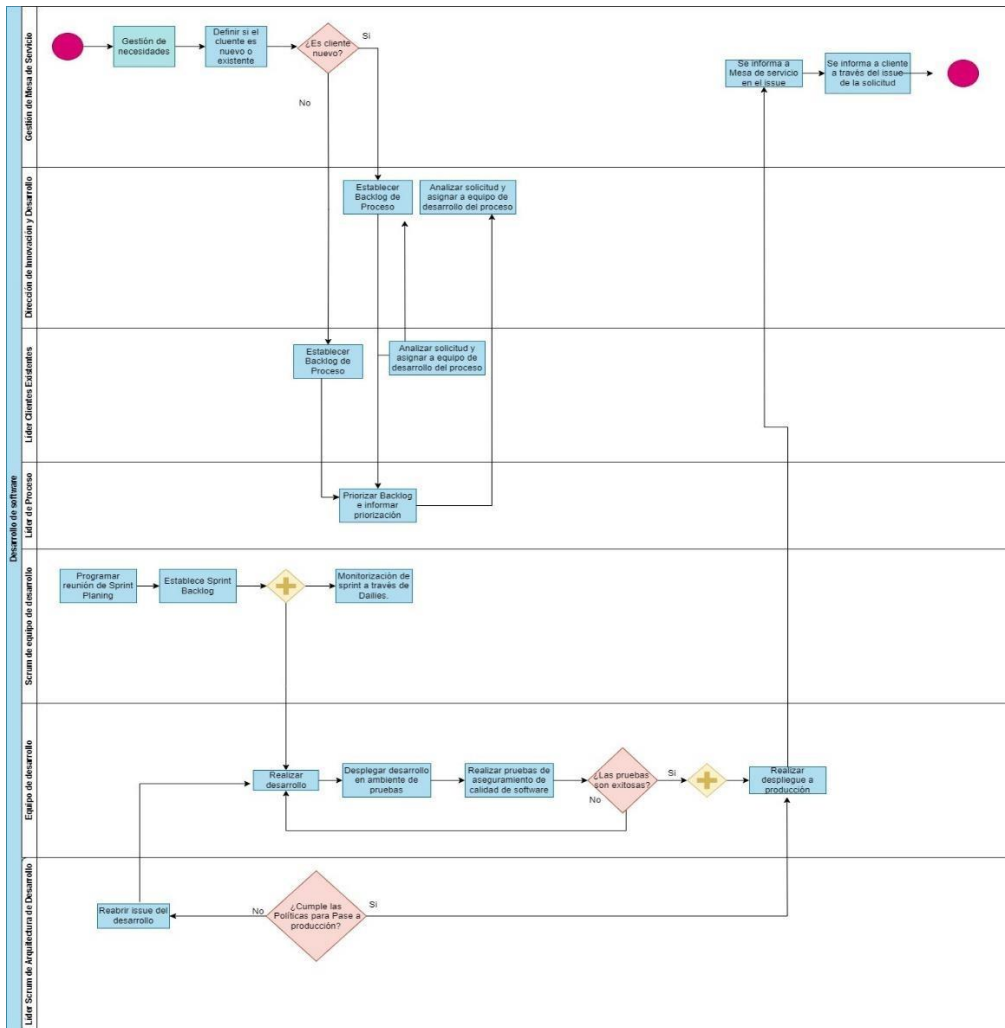 Desarrollo de software
Gestión de Mesa de Servicio
Gestión de
necesidades
Definir si el
cluente es
nuevo o
existente
¿Es cliente
nuevo?
Si
No
Se informa a
Mesa de servicio
en el issue
Se informa a cliente
a través del issue
de la solicitud
Dirección de Innovación y Desarrollo
Establecer
Backlog de
Proceso
Analizar solicitud y
asignar a equipo de
desarrollo del proceso
Líder Clientes Existentes
Establecer
Backlog de
Proceso
Analizar solicitud y
asignar a equipo de
desarrollo del proceso
Líder de Proceso
Priorizar Backlog
e informar
priorización
Scrum de equipo de desarrollo
Programar
reunión de Sprint
Planing
Establece Sprint
Backlog
Monitorización de
sprint a través de
Dailies.
Equipo de desarrollo
Realizar
desarrollo
Desplegar desarrollo
en ambiente de
pruebas
Realizar pruebas de
aseguramiento de
calidad de software
¿Las pruebas
son exitosas?
Si
No
Realizar
despliegue a
producción
Líder Scrum de Arquitectura de Desarrollo
Reabrir issue del
desarrollo
No
¿Cumple las
Políticas para Pase a
producción?
Si